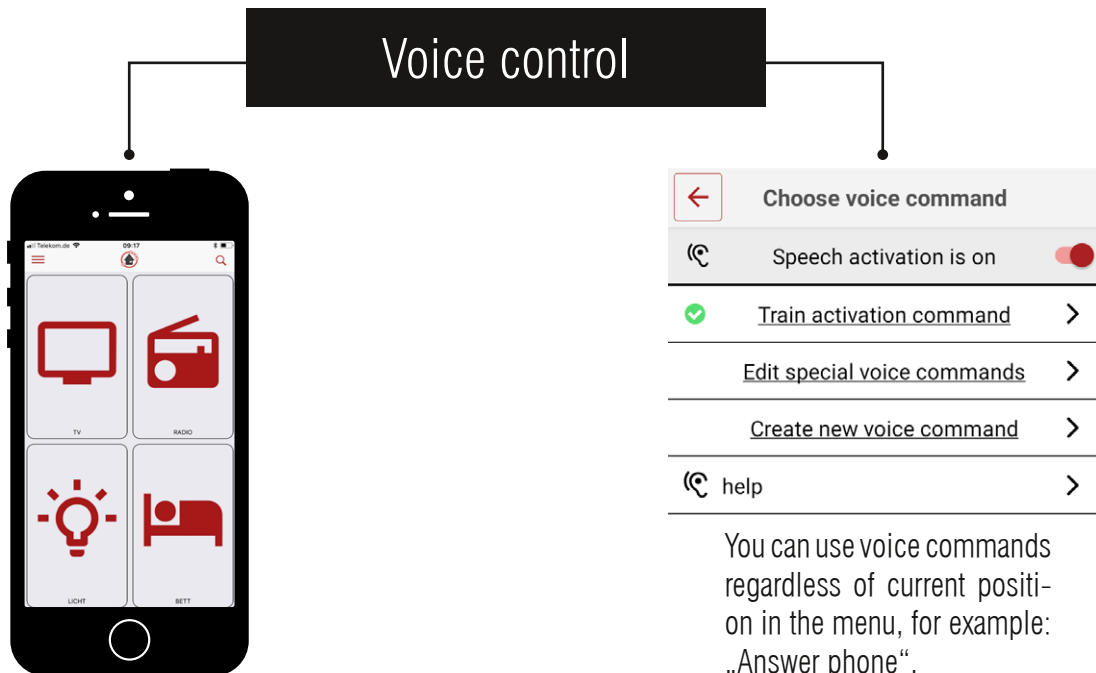 Voice control
Telekom.de 09:17
TV RADIO
LICHT BETT
Choose voice command
Speech activation is on
Train activation command
Edit special voice commands
Create new voice command
help
You can use voice commands
regardless of current positi-
on in the menu, for example:
„Answer phone“.